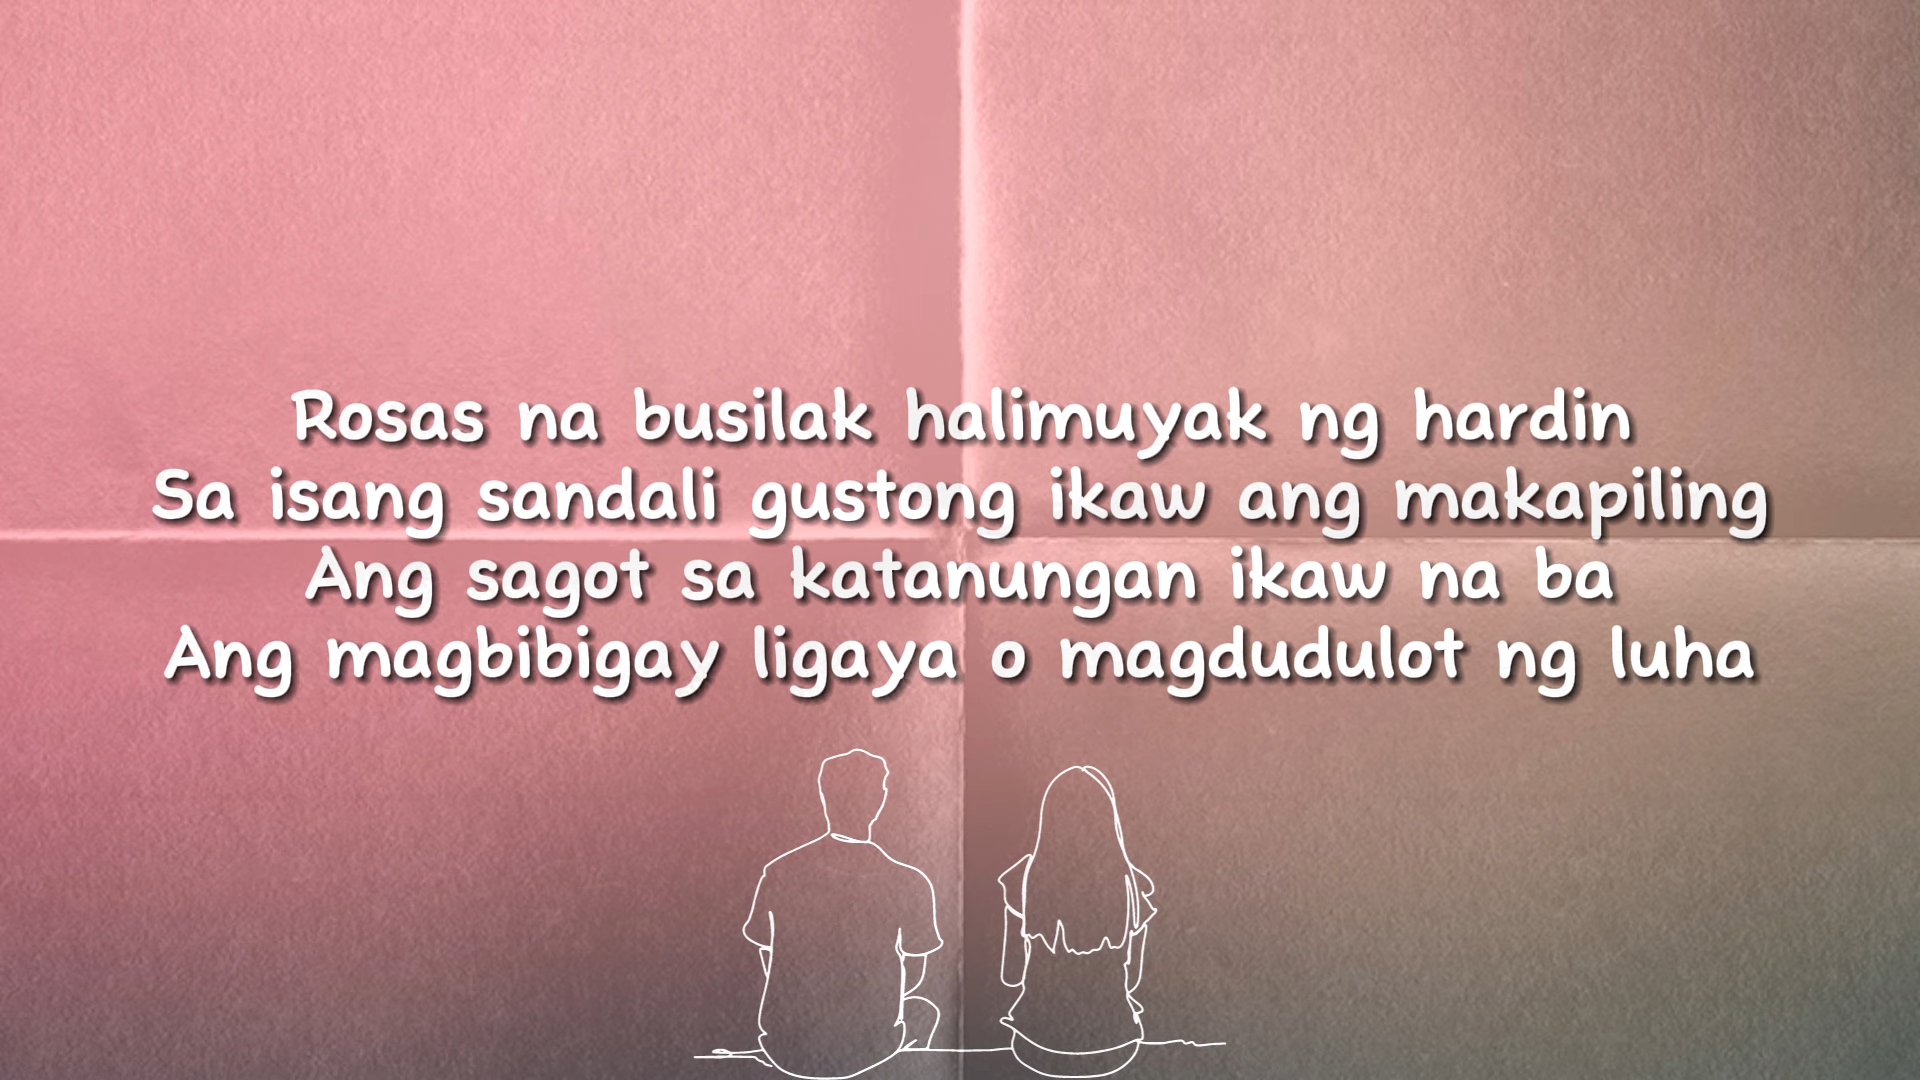 Rosas na busilak halimuyak ng hardin
Sa isang sandali gustong ikaw ang makapiling
Ang sagot sa katanungan ikaw na ba
Ang magbibigay ligaya o magdudulot ng luha